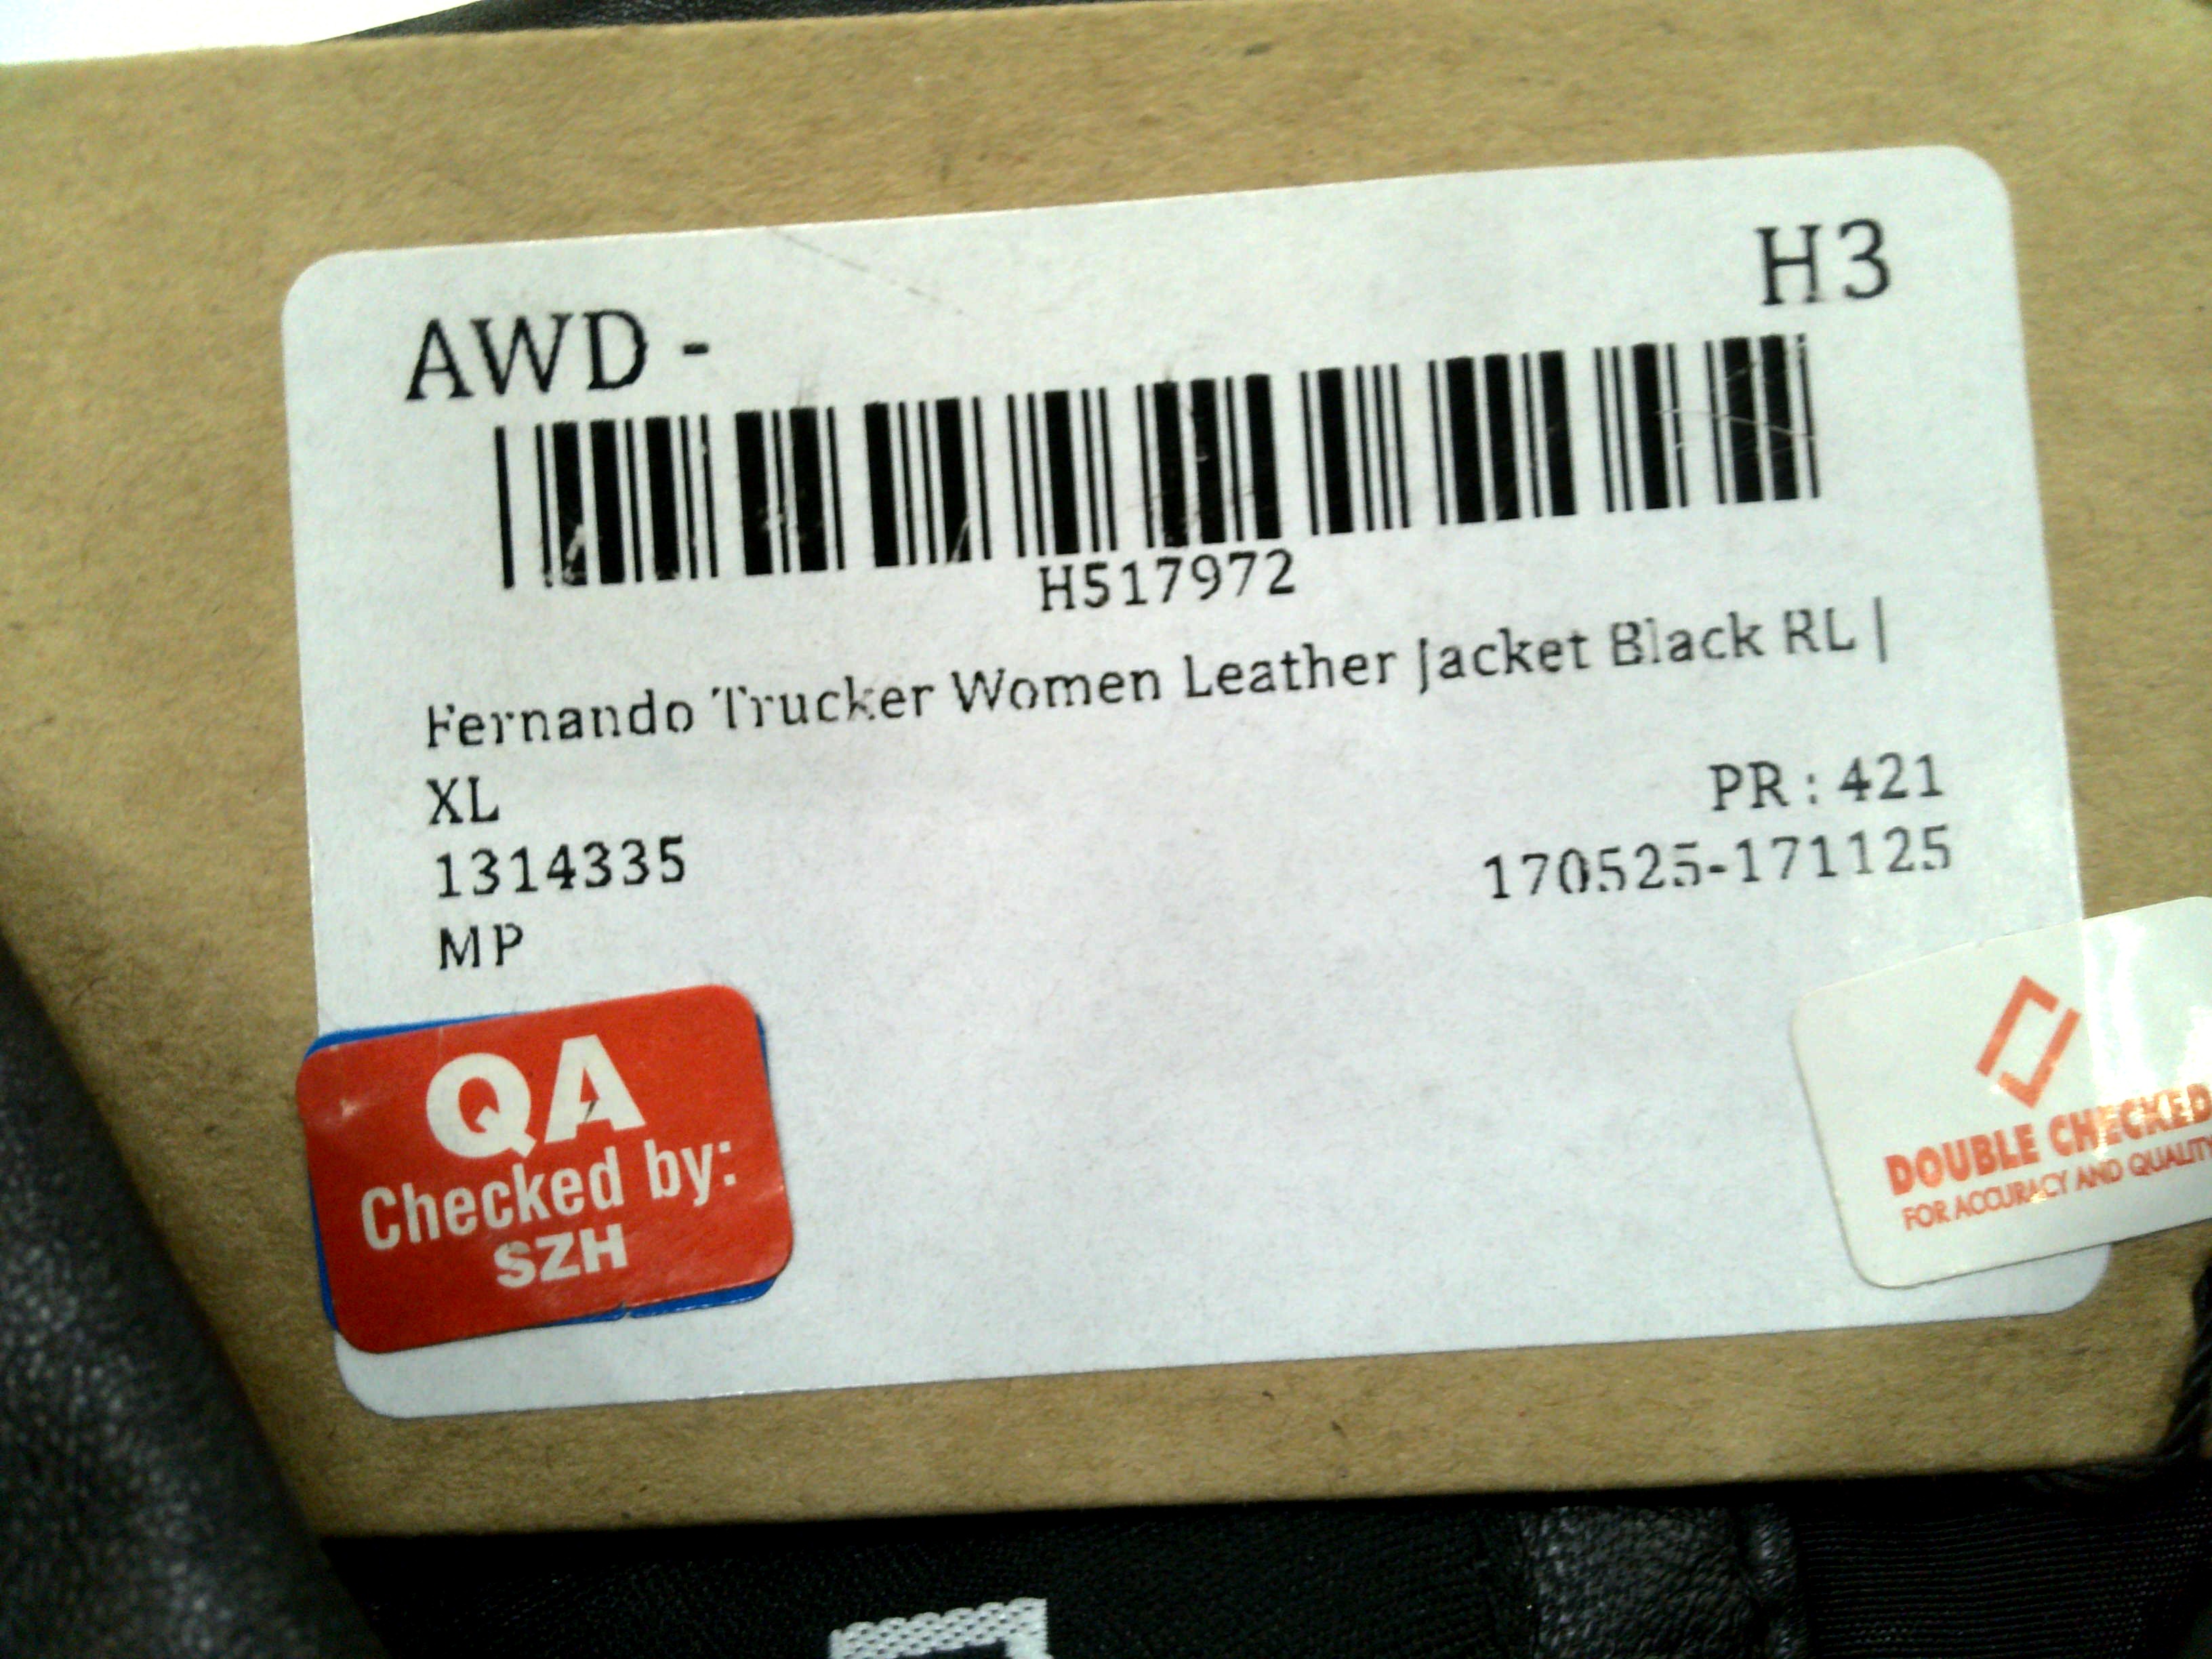 H3
AWD -
H517972
Fernando Trucker Women Leather Jacket Black RL |
XL
PR : 421
1314335
170525-171125
MP
QA
Checked by:
SZH
DOUBLE CHECKED
FOR ACCURACY AND QUALITY